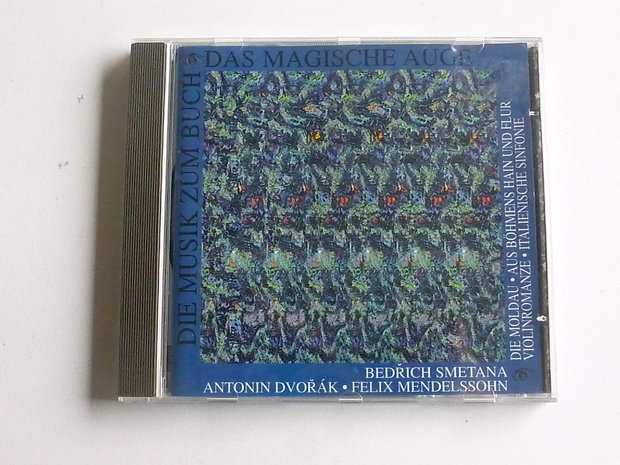 DIE MUSIK ZUM BUCH
DAS MAGISCHE AUGE
DIE MOLDAU • AUS BÖHMENS HAIN UND FLUR
VIOLINROMANZE • ITALIENISCHE SINFONIE
BEDŘICH SMETANA
ANTONIN DVOŘÁK • FELIX MENDELSSOHN